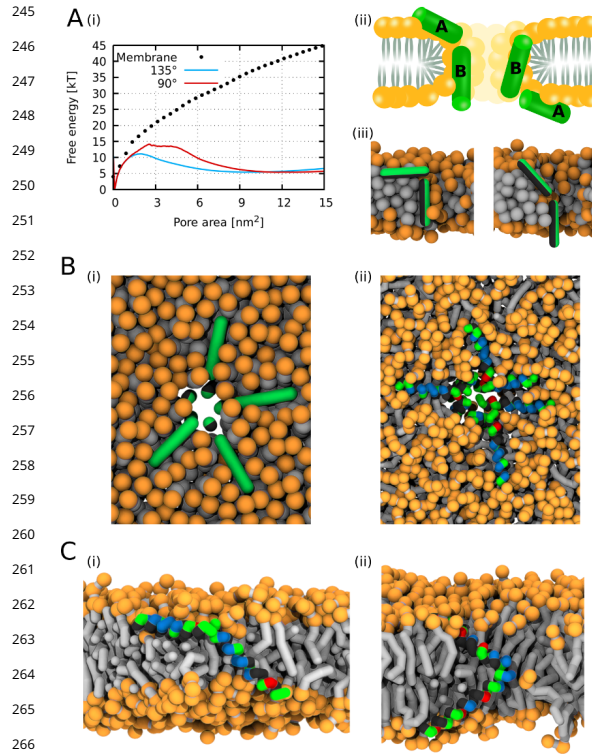 245
246
247
248
249
250
251
252
253
254
255
256
257
258
259
260
261
262
263
264
265
266
A (i)
45
40
35
30
25
20
15
10
5
0
Free energy [kT]
Membrane
135°
90°
0 3 6 9 12 15
Pore area [nm²]
(ii)
A
B
B
A
(iii)
B (i)
(ii)
C (i)
(ii)